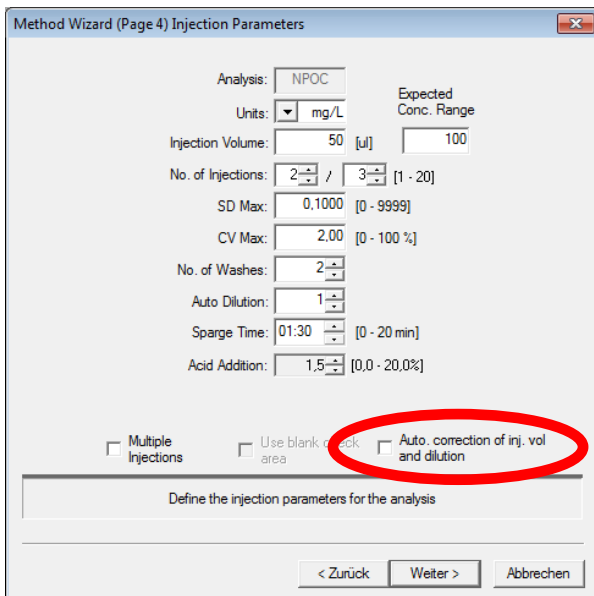 Method Wizard (Page 4) Injection Parameters
Analysis: NPOC
Expected
Units: mg/L Conc. Range
Injection Volume: 50 [ul] 100
No. of Injections: 2 / 3 [1 - 20]
SD Max: 0,1000 [0 - 9999]
CV Max: 2,00 [0 - 100 %]
No. of Washes: 2
Auto Dilution: 1
Sparge Time: 01:30 [0 - 20 min]
Acid Addition: 1,5 [0,0 - 20,0%]
Multiple
Injections
Use blank check
area
Auto. correction of inj. vol
and dilution
Define the injection parameters for the analysis
< Zurück Weiter > Abbrechen